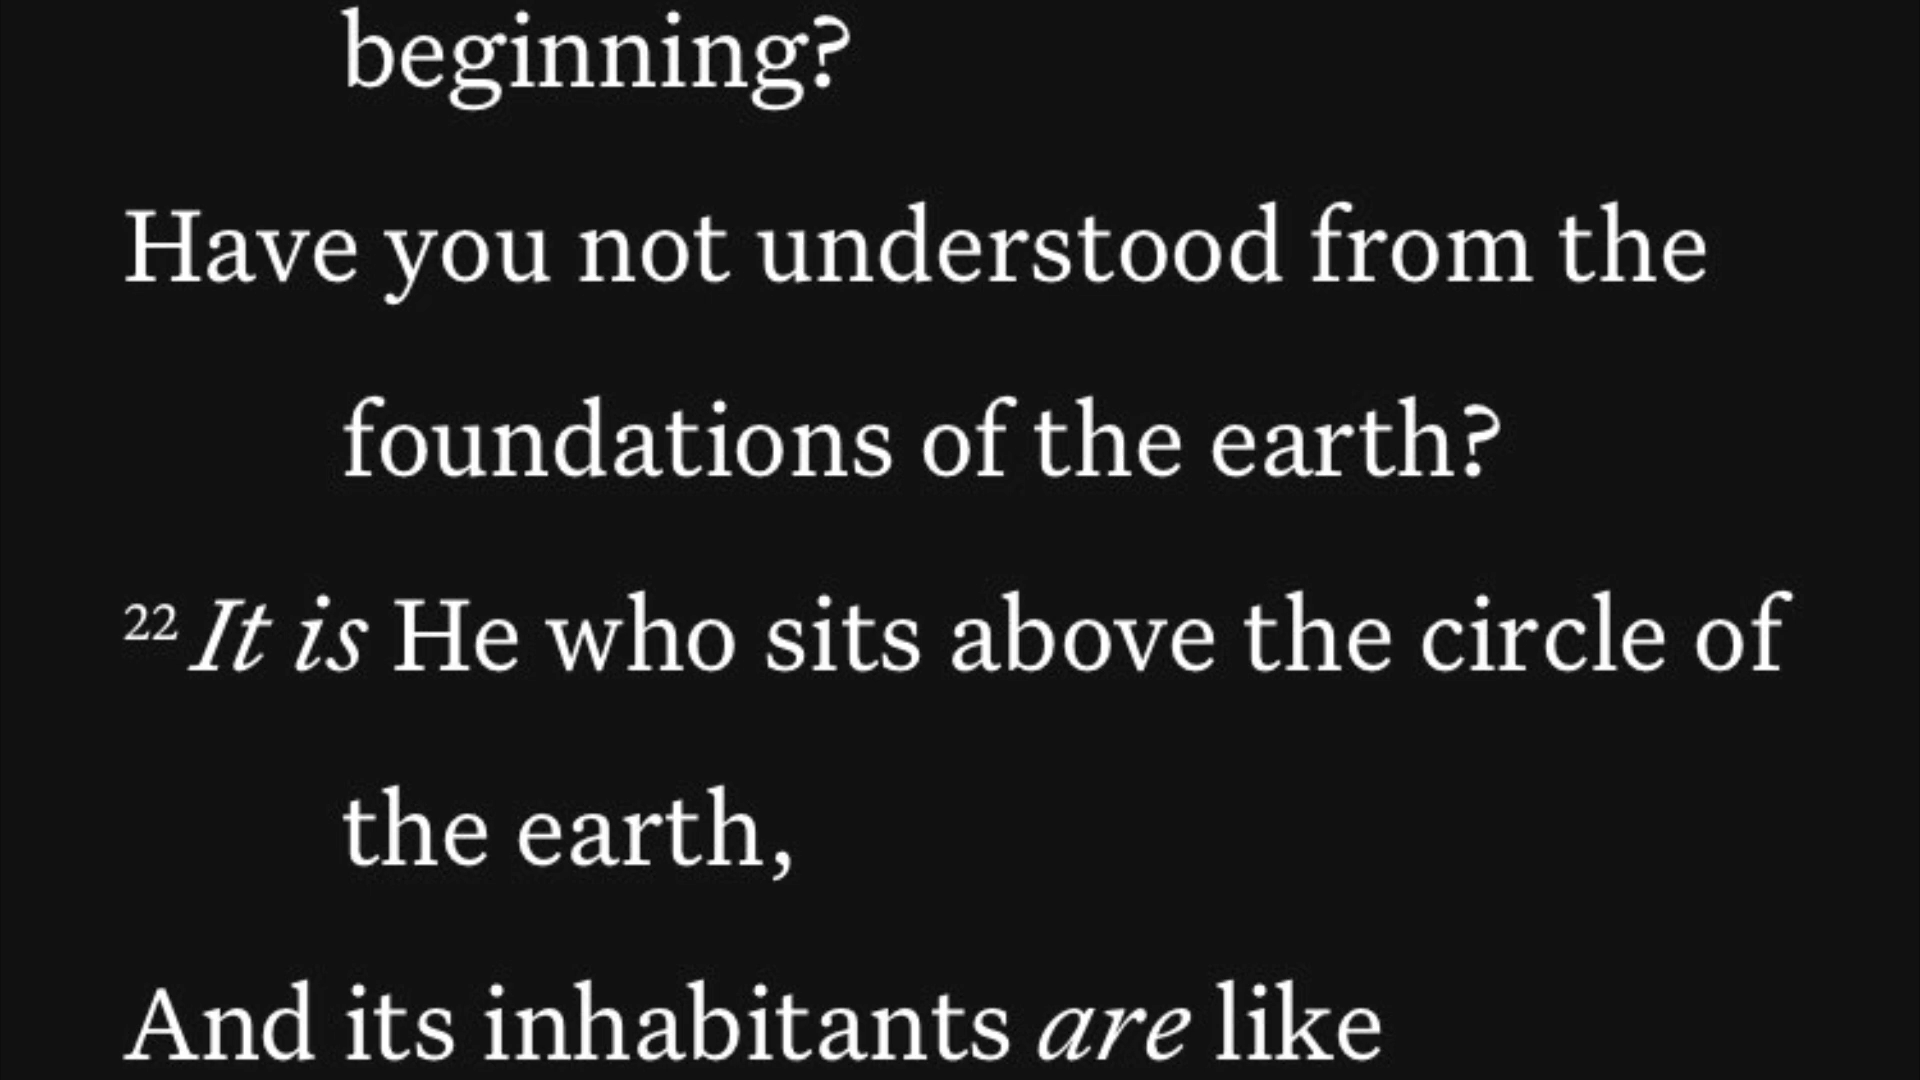 beginning?
Have you not understood from the
foundations of the earth?
22 It is He who sits above the circle of
the earth,
And its inhabitants are like